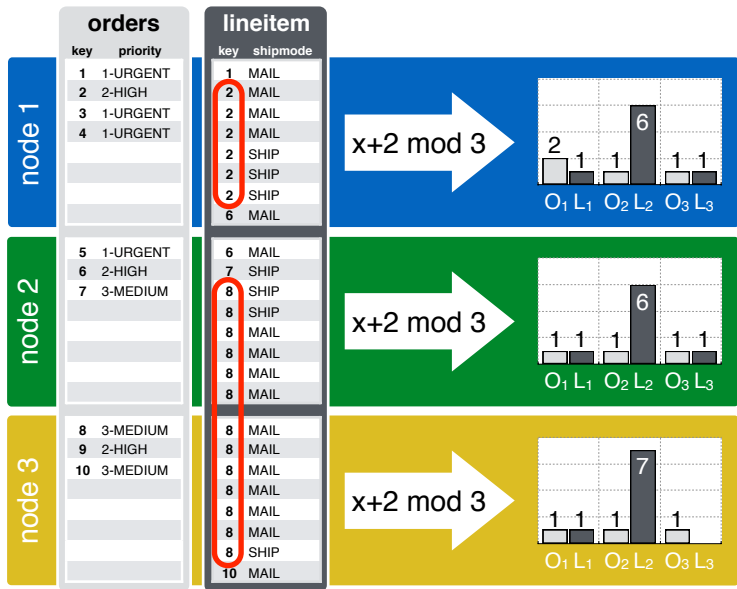 orders lineitem
key priority key shipmode
node 1
1 1-URGENT 1 MAIL
2 2-HIGH 2 MAIL
3 1-URGENT 2 MAIL
4 1-URGENT 2 MAIL
2 SHIP
2 SHIP
2 SHIP
6 MAIL
x+2 mod 3
2 1 1 6 1 1
O₁ L₁ O₂ L₂ O₃ L₃
node 2
5 1-URGENT 6 MAIL
6 2-HIGH 7 SHIP
7 3-MEDIUM 8 SHIP
8 SHIP
8 MAIL
8 MAIL
8 MAIL
8 MAIL
x+2 mod 3
1 1 1 6 1 1
O₁ L₁ O₂ L₂ O₃ L₃
node 3
8 3-MEDIUM 8 MAIL
9 2-HIGH 8 MAIL
10 3-MEDIUM 8 MAIL
8 MAIL
8 MAIL
8 MAIL
8 SHIP
10 MAIL
x+2 mod 3
1 1 1 7 1
O₁ L₁ O₂ L₂ O₃ L₃